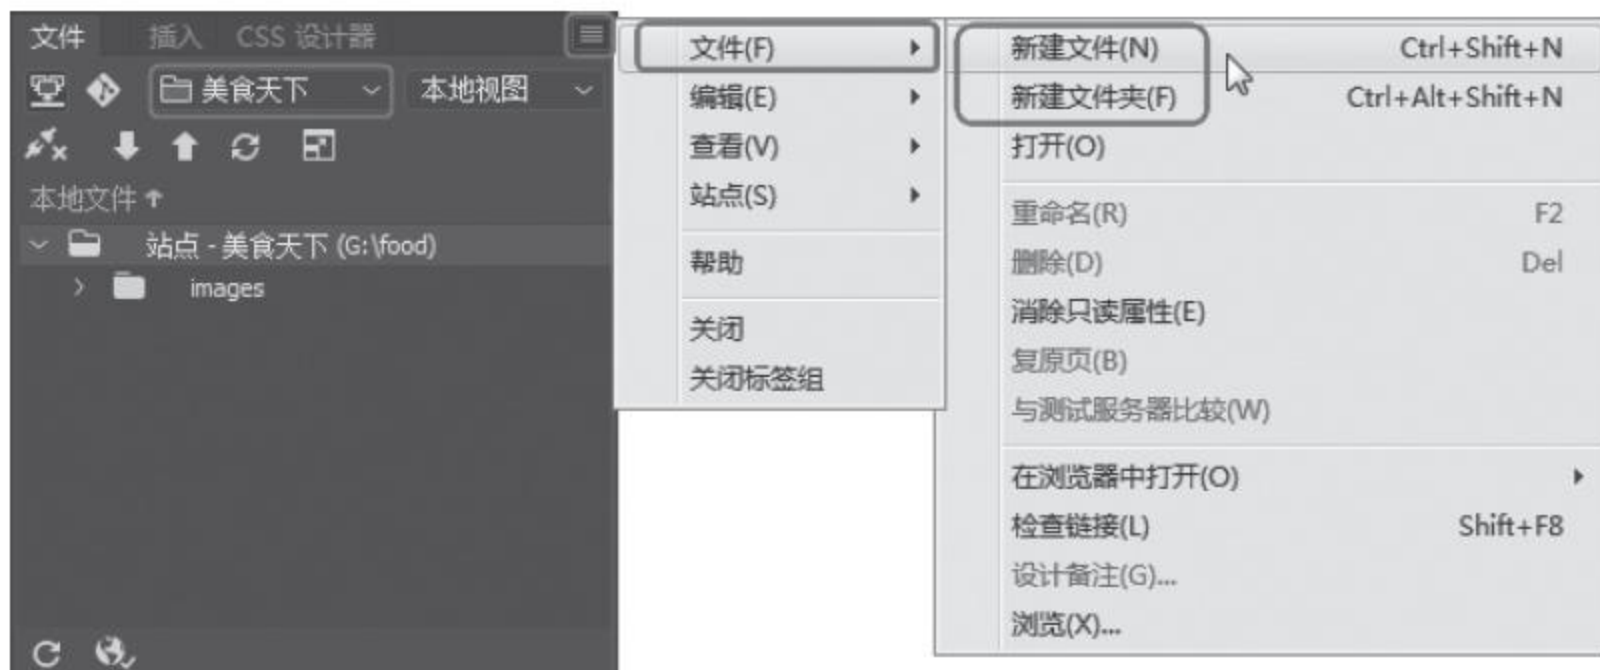 文件 插入 CSS 设计器
美食天下 本地视图
本地文件
站点 - 美食天下 (G:\food)
images
文件(F)
编辑(E)
查看(V)
站点(S)
帮助
关闭
关闭标签组
新建文件(N) Ctrl+Shift+N
新建文件夹(F) Ctrl+Alt+Shift+N
打开(O)
重命名(R) F2
删除(D) Del
消除只读属性(E)
复原页(B)
与测试服务器比较(W)
在浏览器中打开(O)
检查链接(L) Shift+F8
设计备注(G)...
浏览(X)...